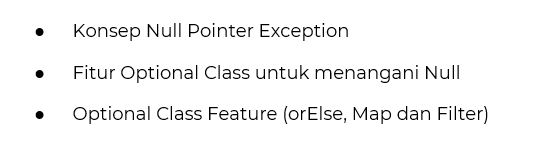 ● Konsep Null Pointer Exception
● Fitur Optional Class untuk menangani Null
● Optional Class Feature (orElse, Map dan Filter)